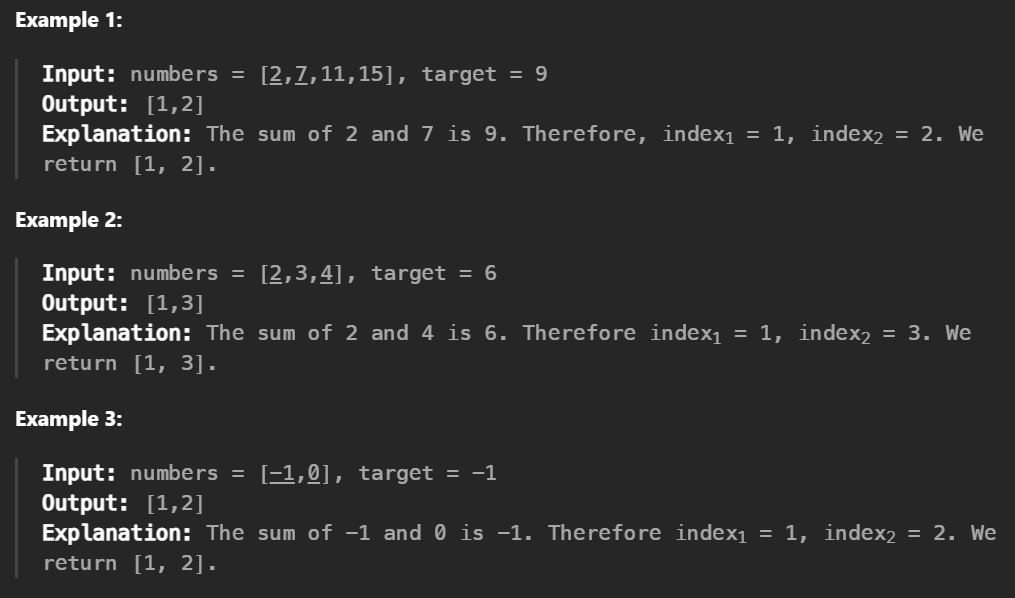 Example 1:
Input: numbers = [2,7,11,15], target = 9
Output: [1,2]
Explanation: The sum of 2 and 7 is 9. Therefore, index₁ = 1, index₂ = 2. We
return [1, 2].
Example 2:
Input: numbers = [2,3,4], target = 6
Output: [1,3]
Explanation: The sum of 2 and 4 is 6. Therefore index₁ = 1, index₂ = 3. We
return [1, 3].
Example 3:
Input: numbers = [−1,0], target = −1
Output: [1,2]
Explanation: The sum of −1 and 0 is −1. Therefore index₁ = 1, index₂ = 2. We
return [1, 2].